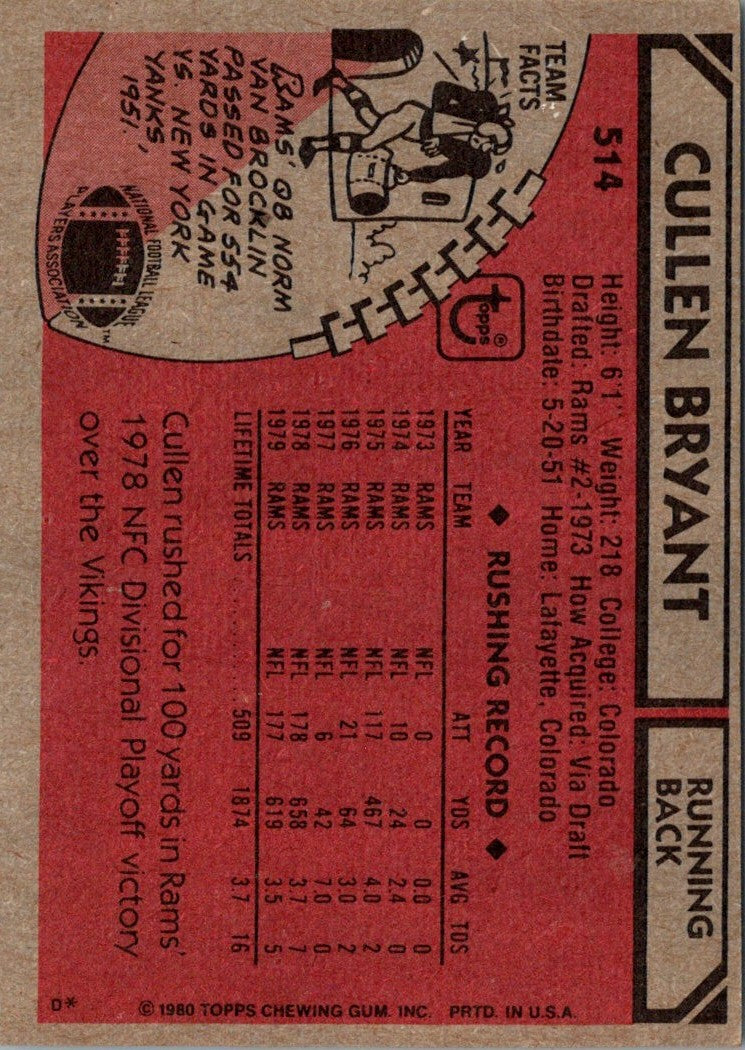 CULLEN BRYANT
RUNNING
BACK
514
Height: 6'1" Weight: 218 College: Colorado
Drafted: Rams #2-1973 How Acquired: Via Draft
Birthdate: 5-20-51 Home: Lafayette, Colorado
TEAM
FACTS
RAMS' QB NORM
VAN BROCKLIN
PASSED FOR 554
YARDS IN GAME
VS. NEW YORK
YANKS,
1951.
NATIONAL FOOTBALL LEAGUE
PLAYERS ASSOCIATION
TM
Topps®
◆ RUSHING RECORD ◆
YEAR TEAM ATT YDS AVG TDS
1973 RAMS NFL 0 0 0.0 0
1974 RAMS NFL 10 24 2.4 0
1975 RAMS NFL 117 467 4.0 2
1976 RAMS NFL 21 64 3.0 2
1977 RAMS NFL 6 42 7.0 0
1978 RAMS NFL 178 658 3.7 7
1979 RAMS NFL 177 619 3.5 5
LIFETIME TOTALS ........ 509 1874 3.7 16
Cullen rushed for 100 yards in Rams'
1978 NFC Divisional Playoff victory
over the Vikings.
D* © 1980 TOPPS CHEWING GUM. INC. PRTD. IN U.S.A.